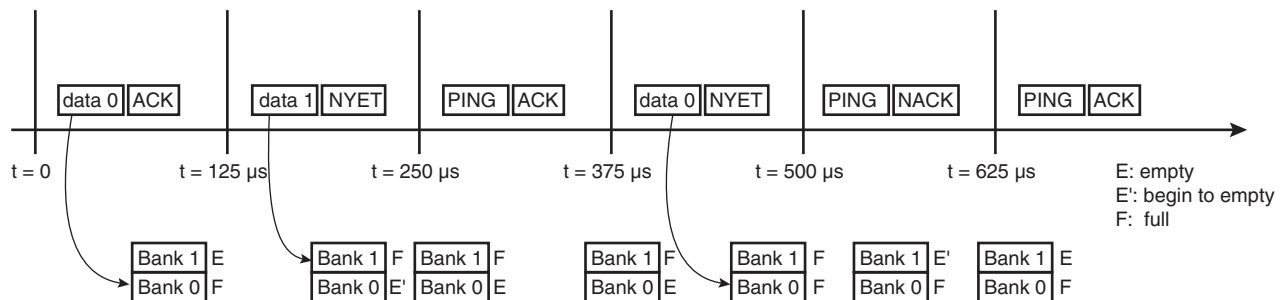 data 0 ACK data 1 NYET PING ACK data 0 NYET PING NACK PING ACK
t = 0 t = 125 µs t = 250 µs t = 375 µs t = 500 µs t = 625 µs
E: empty
E': begin to empty
F: full
Bank 1 E Bank 1 F Bank 1 F Bank 1 F Bank 1 F Bank 1 E' Bank 1 E
Bank 0 F Bank 0 E' Bank 0 E Bank 0 E Bank 0 F Bank 0 F Bank 0 F